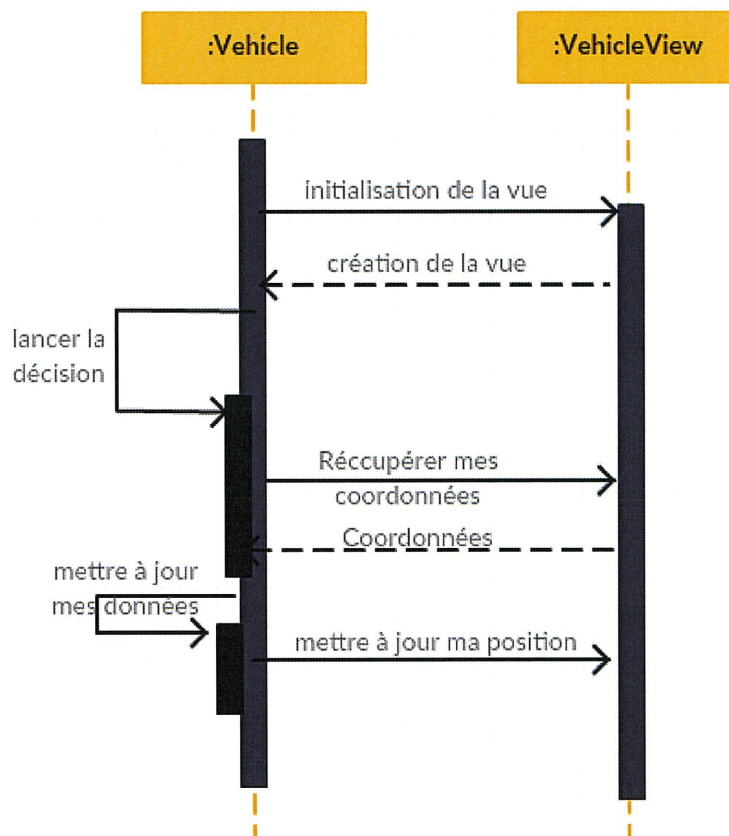 :Vehicle
:VehicleView
initialisation de la vue
création de la vue
lancer la
décision
Réccupérer mes
coordonnées
Coordonnées
mettre à jour
mes données
mettre à jour ma position